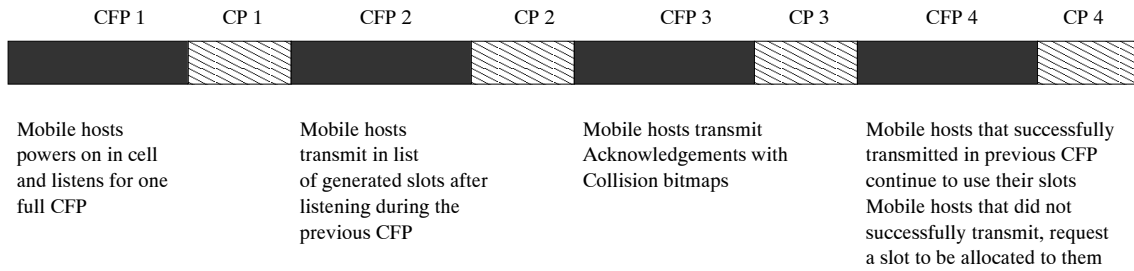 CFP 1 CP 1 CFP 2 CP 2 CFP 3 CP 3 CFP 4 CP 4
Mobile hosts
powers on in cell
and listens for one
full CFP
Mobile hosts
transmit in list
of generated slots after
listening during the
previous CFP
Mobile hosts transmit
Acknowledgements with
Collision bitmaps
Mobile hosts that successfully
transmitted in previous CFP
continue to use their slots
Mobile hosts that did not
successfully transmit, request
a slot to be allocated to them